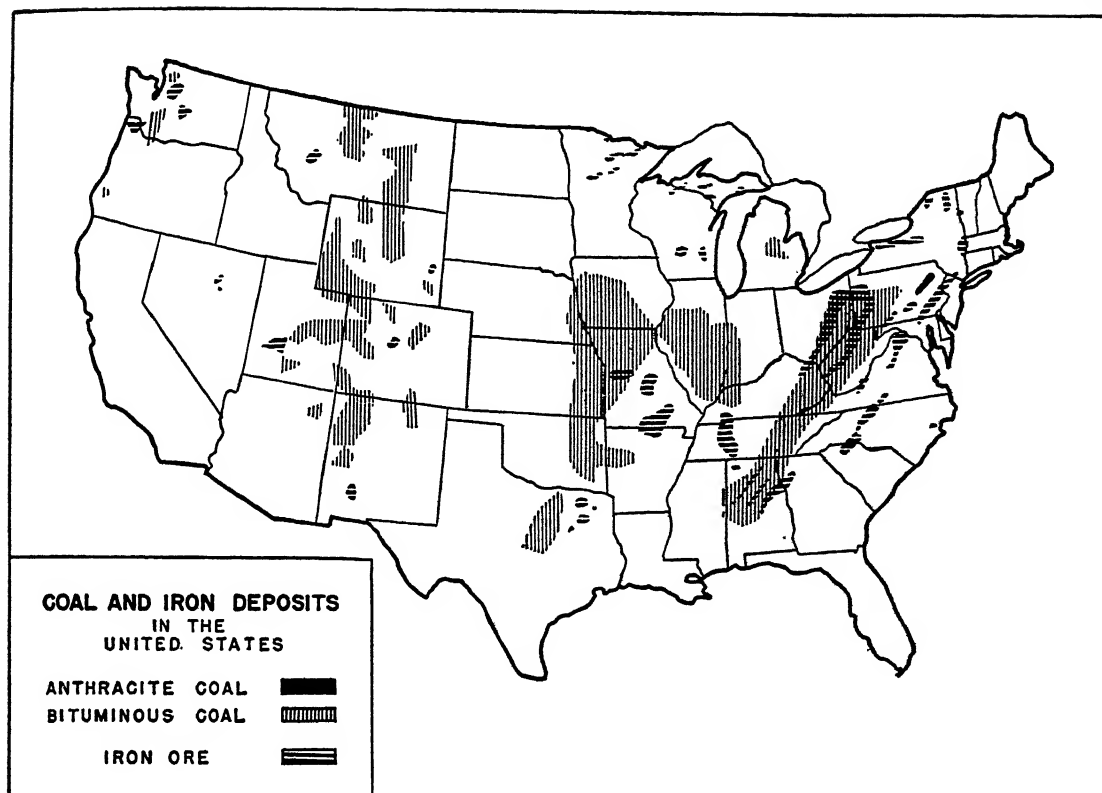 COAL AND IRON DEPOSITS
IN THE
UNITED. STATES
ANTHRACITE COAL
BITUMINOUS COAL
IRON ORE